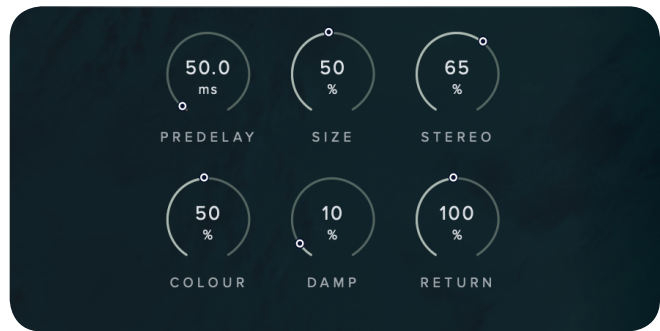 50.0
ms
PREDELAY
50
%
SIZE
65
%
STEREO
50
%
COLOUR
10
%
DAMP
100
%
RETURN